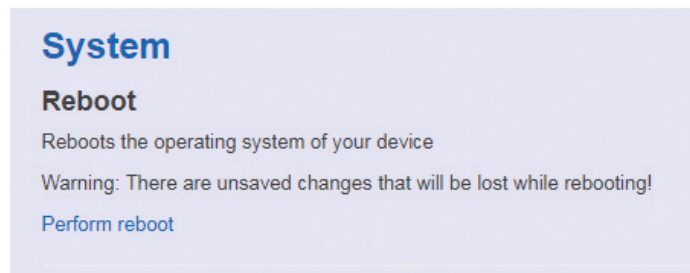 System
Reboot
Reboots the operating system of your device
Warning: There are unsaved changes that will be lost while rebooting!
Perform reboot